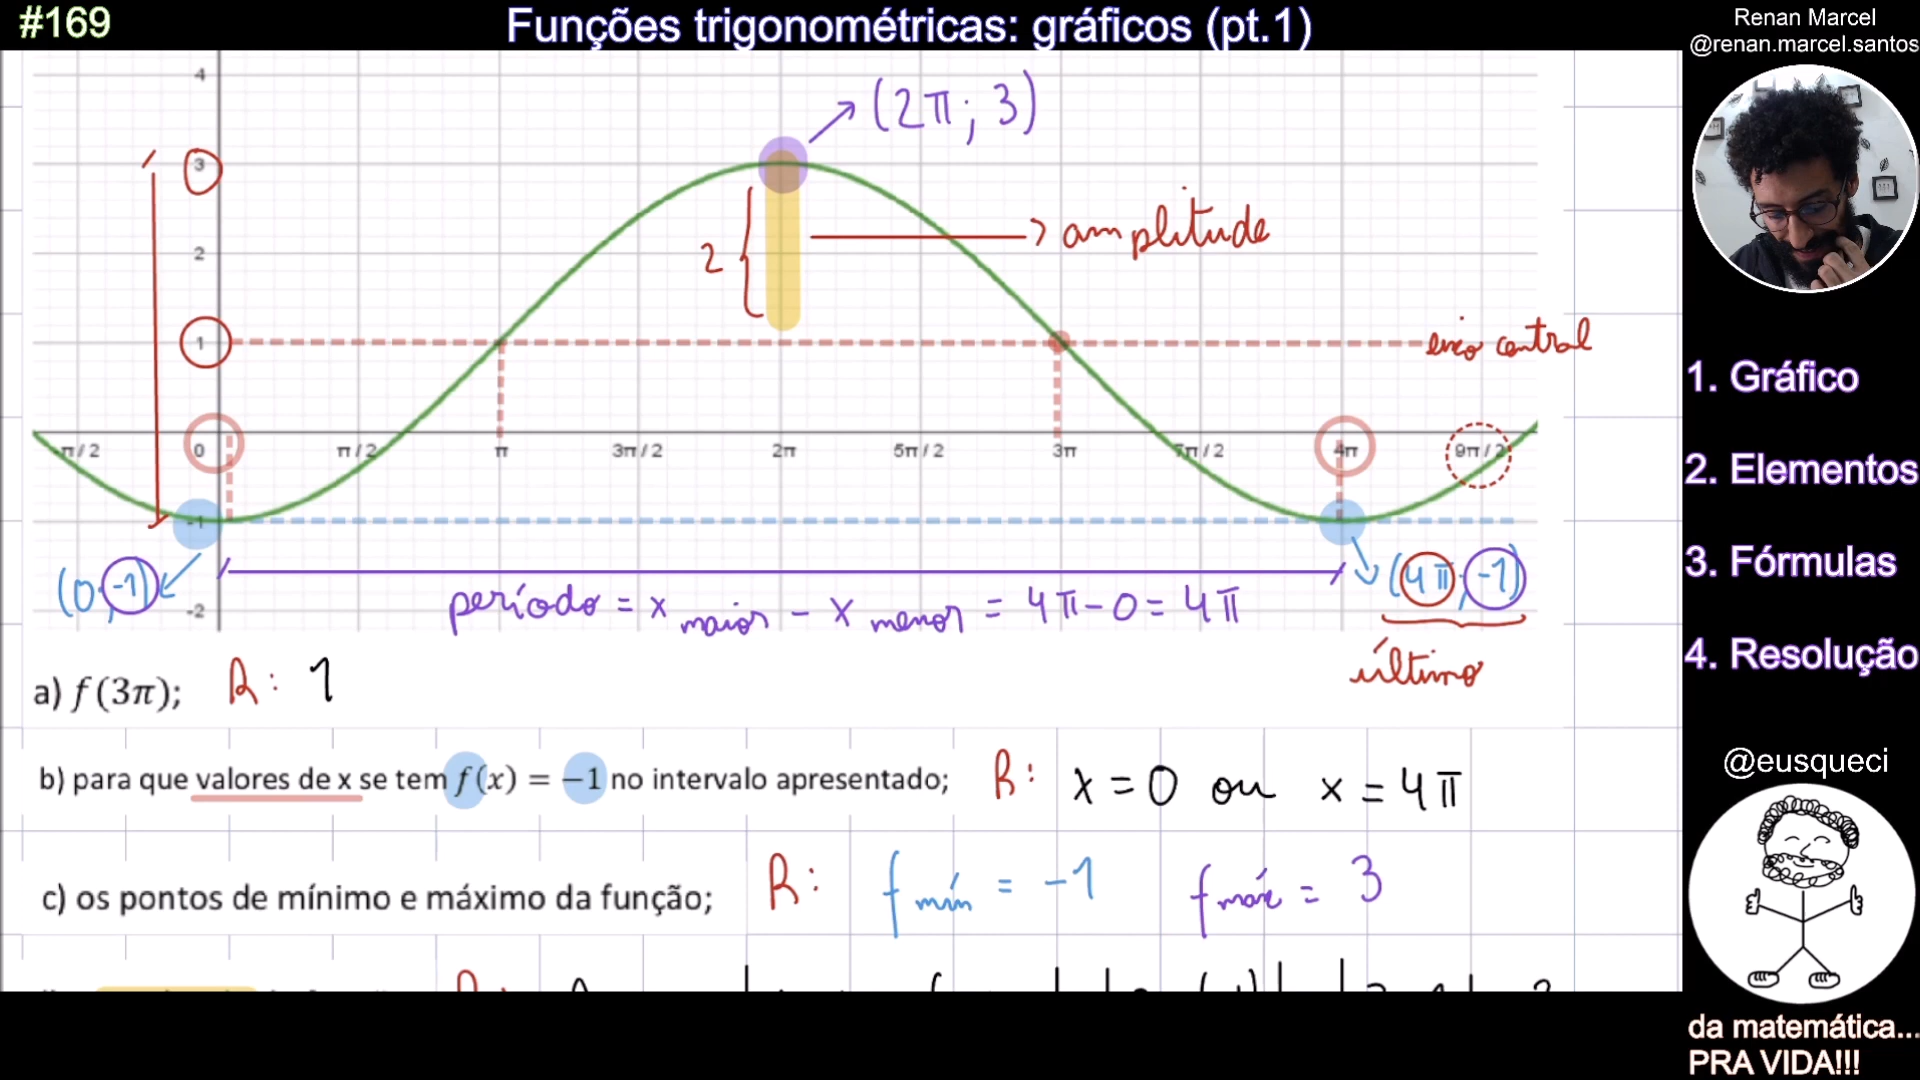 #169
Funções trigonométricas: gráficos (pt.1)
Renan Marcel
@renan.marcel.santos
4
(2π; 3)
3
2
2
amplitude
1
eixo central
-π/2 0 π/2 π 3π/2 2π 5π/2 3π 7π/2 4π 9π/2
-1
(0, -1)
(4π; -1)
-2
período = x maior - x menor = 4π - 0 = 4π
último
a) f(3π); R: 1
b) para que valores de x se tem f(x) = −1 no intervalo apresentado; R: x = 0 ou x = 4π
c) os pontos de mínimo e máximo da função; R: f mín = -1 f máx = 3
1. Gráfico
2. Elementos
3. Fórmulas
4. Resolução
@eusqueci
da matemática...
PRA VIDA!!!